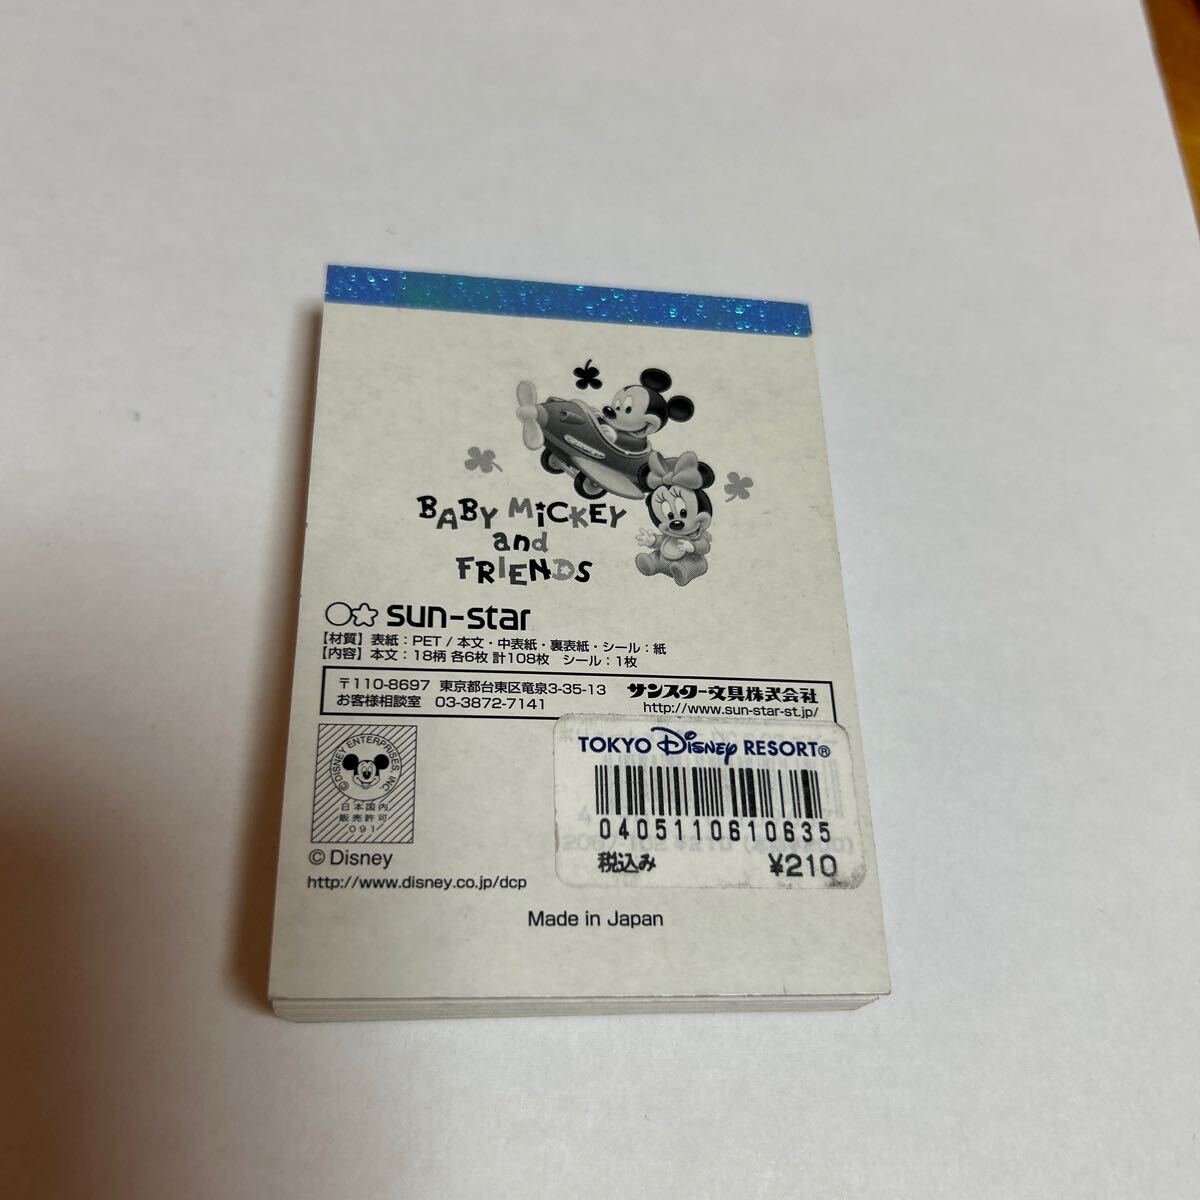 BABY MiCKEY
and
FRIENDS
sun-star
【材質】表紙：PET / 本文・中表紙・裏表紙・シール：紙
【内容】本文：18柄 各6枚 計108枚 シール：1枚
〒110-8697 東京都台東区竜泉3-35-13 サンスター文具株式会社
お客様相談室 03-3872-7141 http://www.sun-star-st.jp/
TOKYO Disney RESORT®
0405110610635
税込み ¥210
© DISNEY ENTERPRISES, INC.
日本国内
販売許可
091
© Disney
http://www.disney.co.jp/dcp
Made in Japan